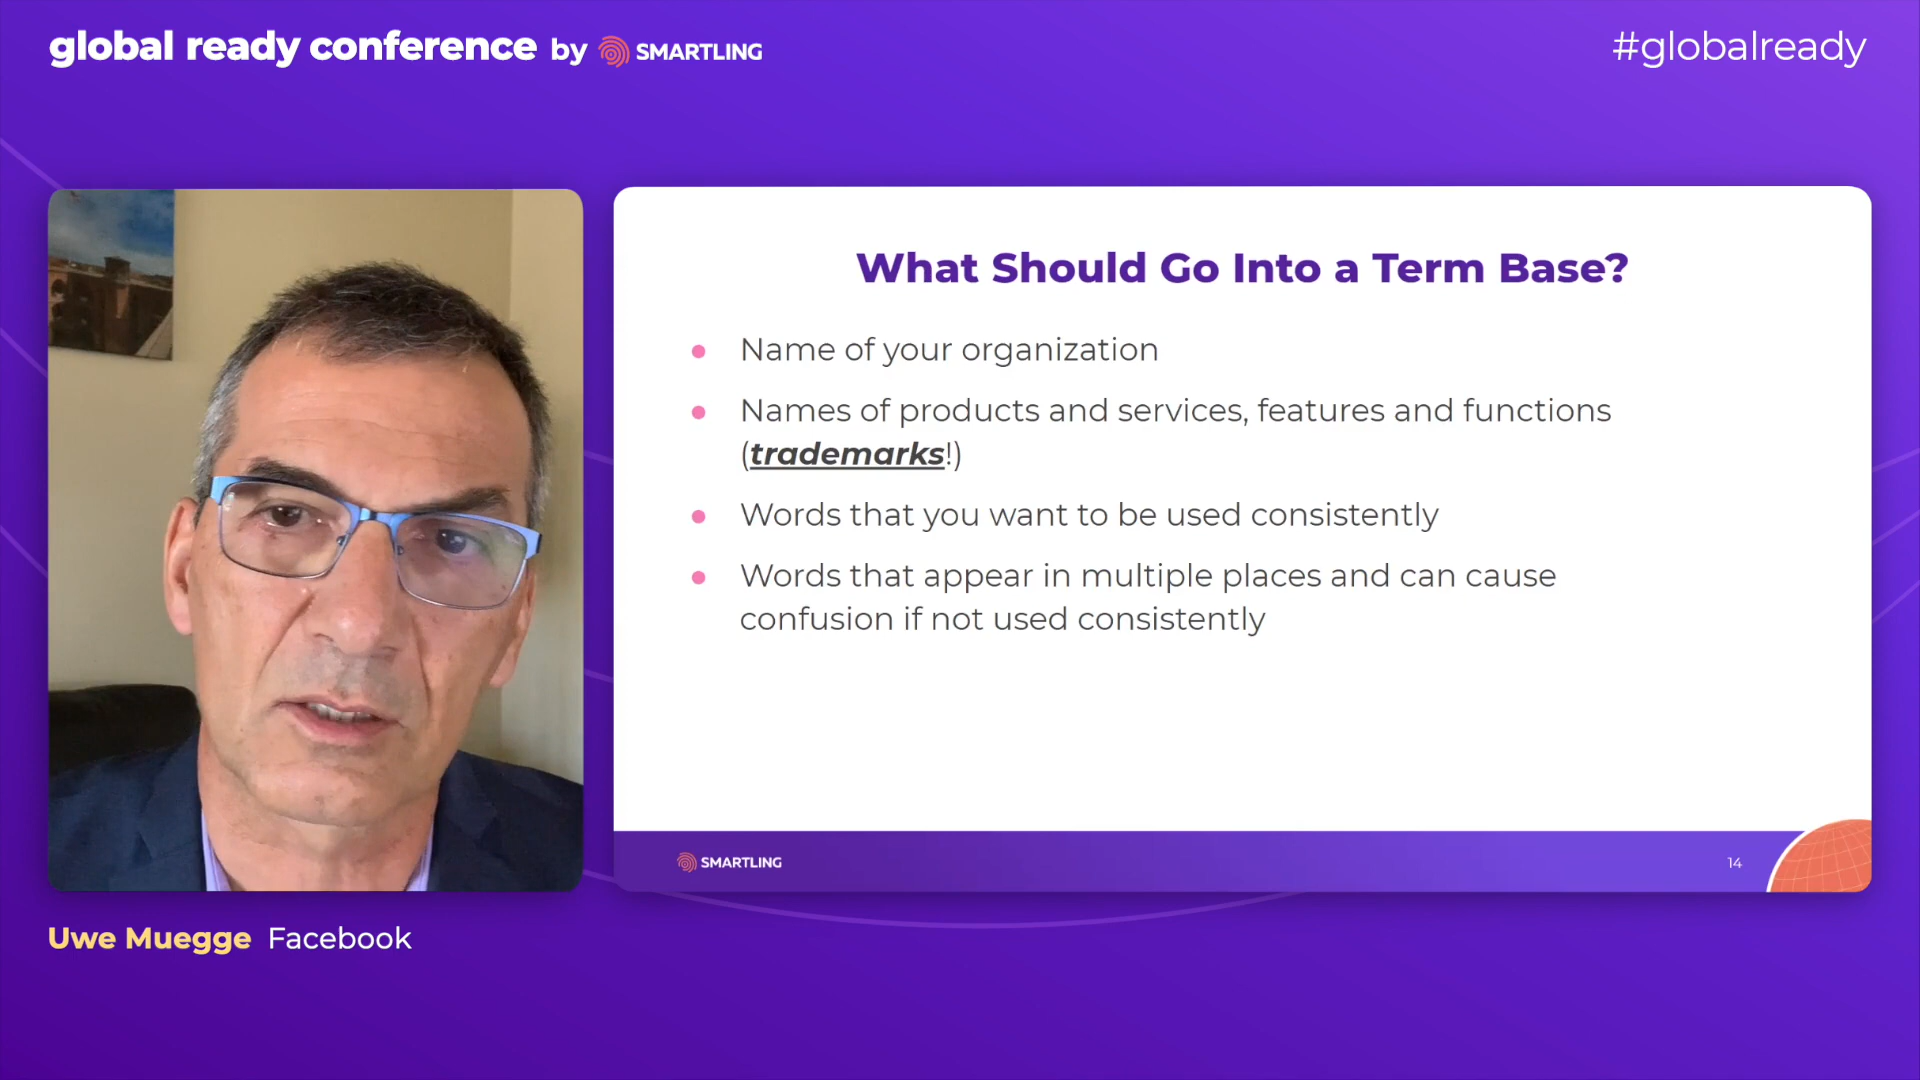 global ready conference by SMARTLING
#globalready
What Should Go Into a Term Base?
Name of your organization
Names of products and services, features and functions
(trademarks!)
Words that you want to be used consistently
Words that appear in multiple places and can cause
confusion if not used consistently
SMARTLING
14
Uwe Muegge Facebook